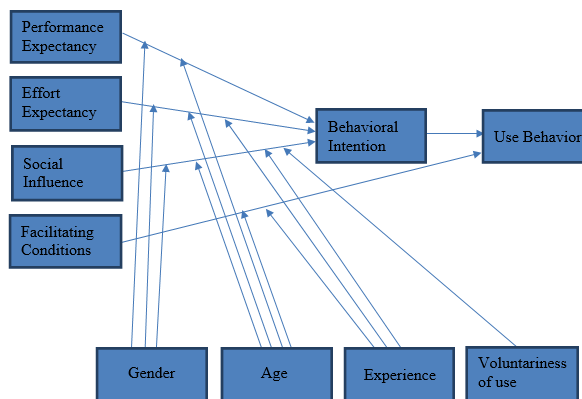 Performance
Expectancy
Effort
Expectancy
Social
Influence
Facilitating
Conditions
Behavioral
Intention
Use Behavior
Gender
Age
Experience
Voluntariness
of use